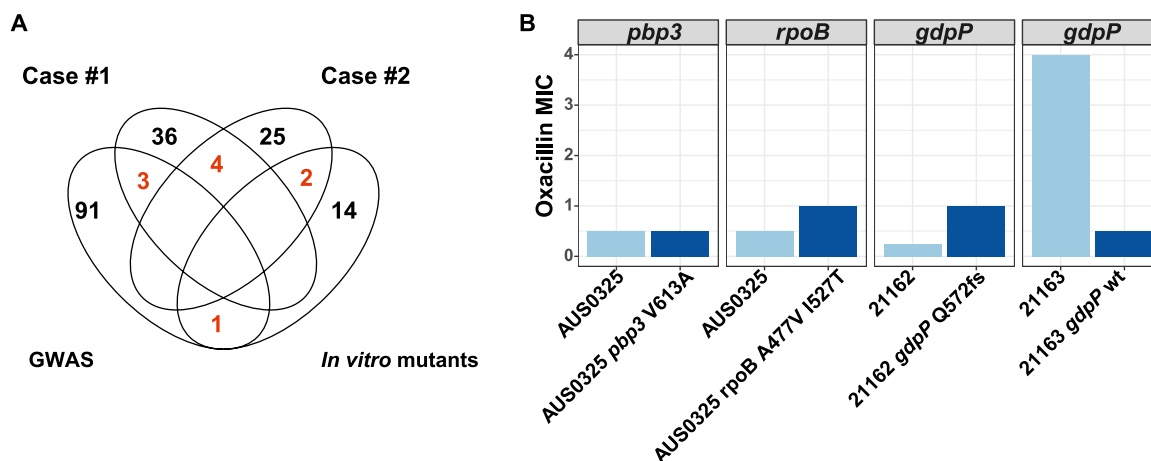 A
Case #1
Case #2
36
25
3
4
2
91
14
1
GWAS
In vitro mutants
B
pbp3
rpoB
gdpP
gdpP
Oxacillin MIC
4
3
2
1
0
AUS0325
AUS0325 pbp3 V613A
AUS0325
AUS0325 rpoB A477V I527T
21162
21162 gdpP Q572fs
21163
21163 gdpP wt